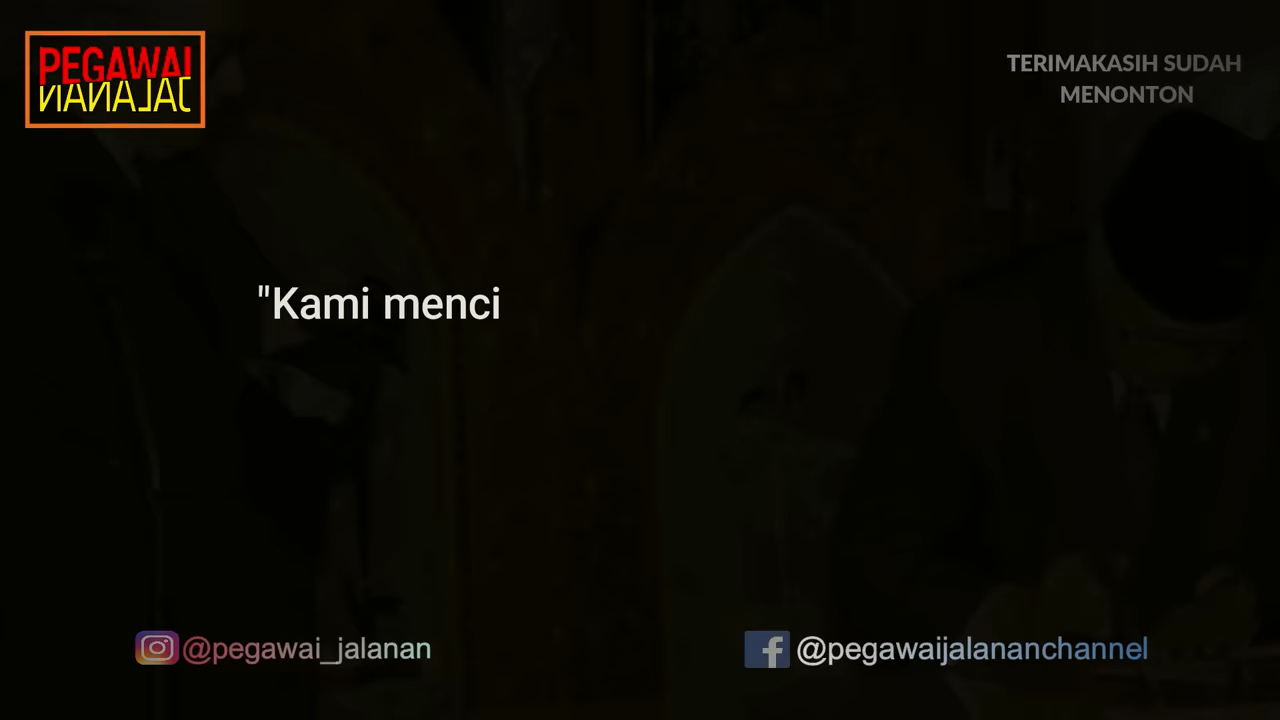 PEGAWAI
JALANAN
TERIMAKASIH SUDAH
MENONTON
"Kami menci
@pegawai_jalanan
@pegawaijalananchannel